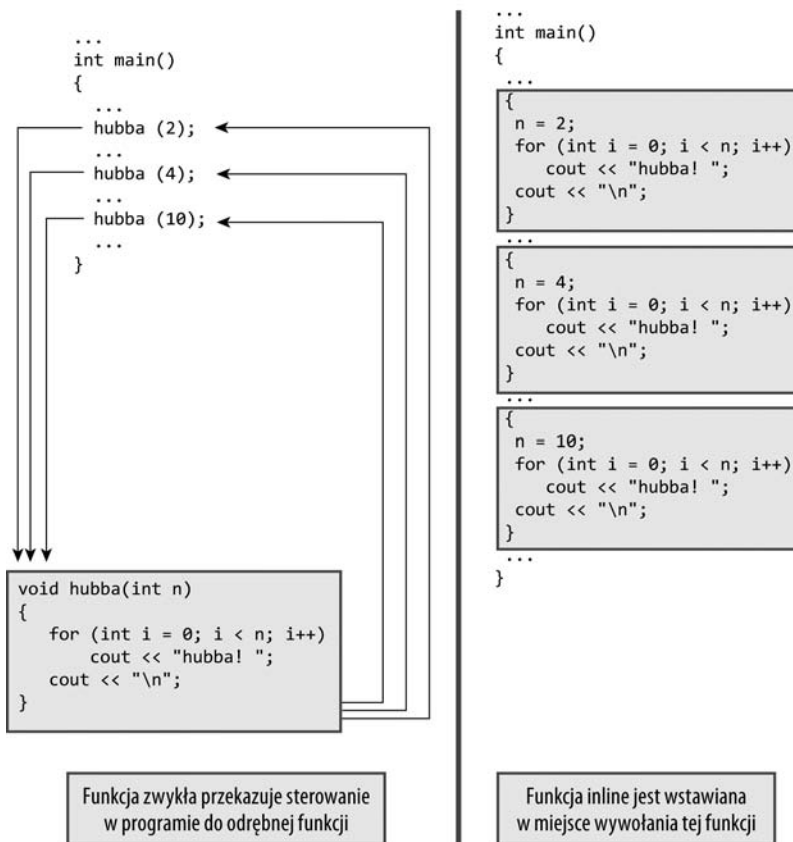 ...
int main()
{
...
hubba (2);
...
hubba (4);
...
hubba (10);
...
}
void hubba(int n)
{
for (int i = 0; i < n; i++)
cout << "hubba! ";
cout << "\n";
}
Funkcja zwykła przekazuje sterowanie
w programie do odrębnej funkcji
...
int main()
{
...
{
n = 2;
for (int i = 0; i < n; i++)
cout << "hubba! ";
cout << "\n";
}
...
{
n = 4;
for (int i = 0; i < n; i++)
cout << "hubba! ";
cout << "\n";
}
...
{
n = 10;
for (int i = 0; i < n; i++)
cout << "hubba! ";
cout << "\n";
}
...
}
Funkcja inline jest wstawiana
w miejsce wywołania tej funkcji